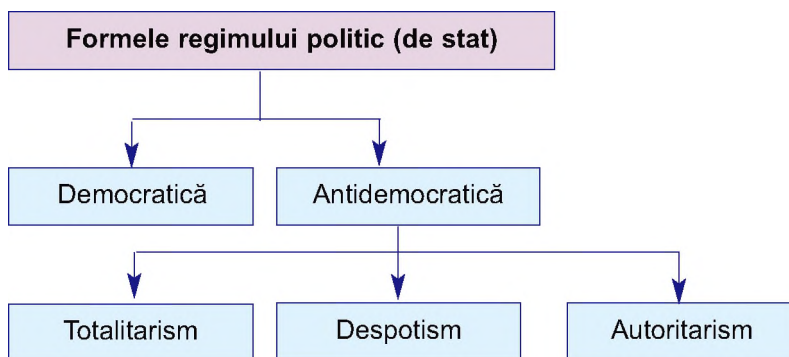 Formele regimului politic (de stat)
Democratică
Antidemocratică
Totalitarism
Despotism
Autoritarism